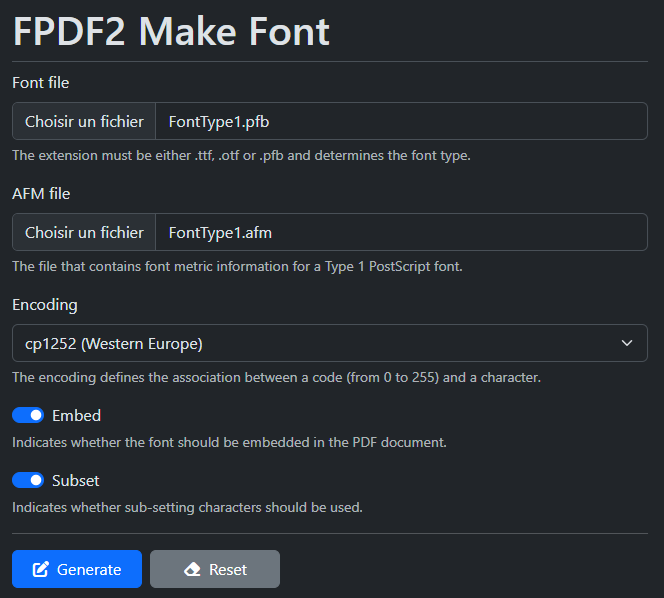 FPDF2 Make Font
Font file
Choisir un fichier FontType1.pfb
The extension must be either .ttf, .otf or .pfb and determines the font type.
AFM file
Choisir un fichier FontType1.afm
The file that contains font metric information for a Type 1 PostScript font.
Encoding
cp1252 (Western Europe)
The encoding defines the association between a code (from 0 to 255) and a character.
Embed
Indicates whether the font should be embedded in the PDF document.
Subset
Indicates whether sub-setting characters should be used.
Generate Reset